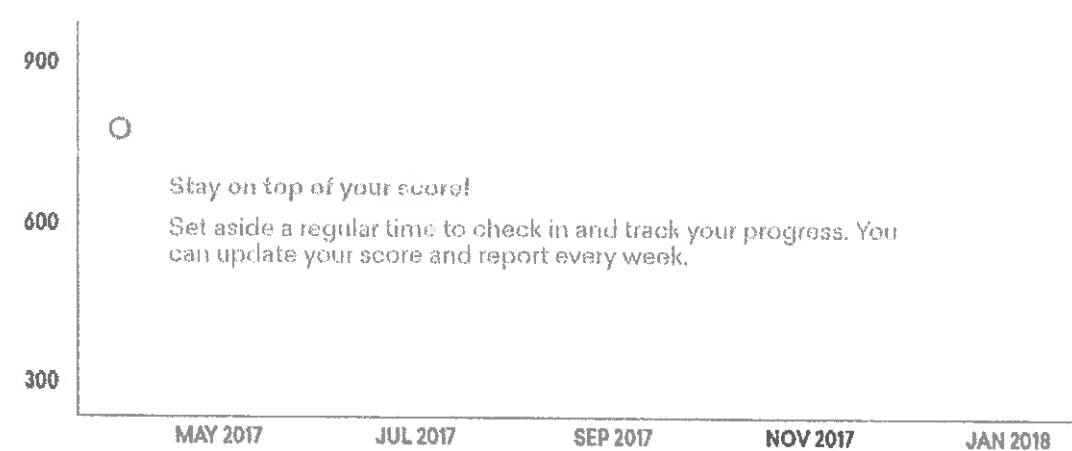 900
Stay on top of your score!
600
Set aside a regular time to check in and track your progress. You
can update your score and report every week.
300
MAY 2017 JUL 2017 SEP 2017 NOV 2017 JAN 2018